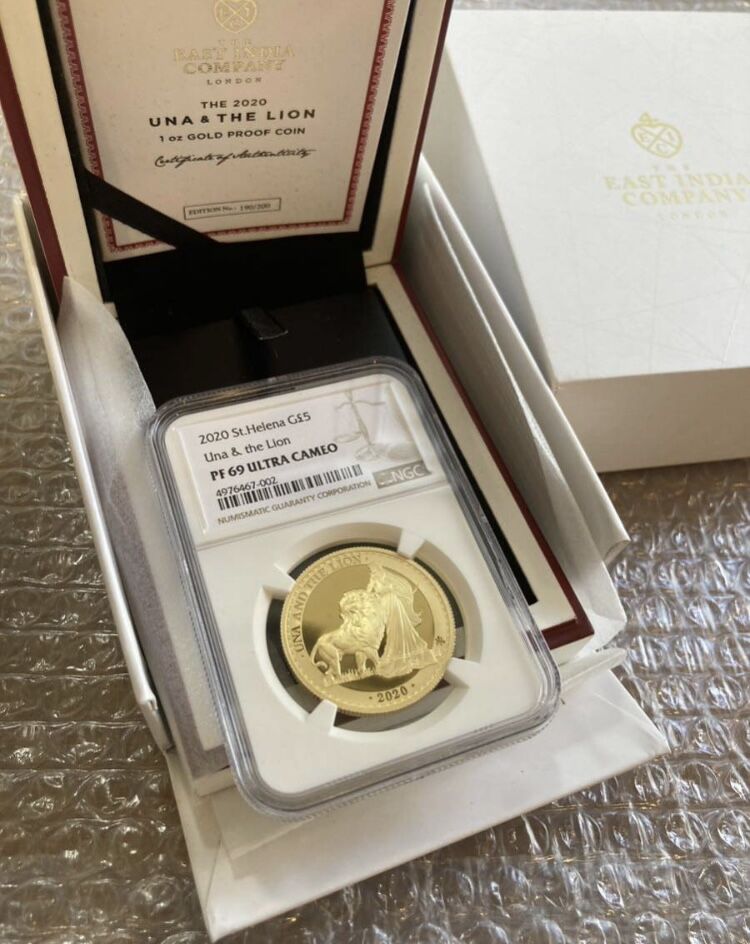 THE
EAST INDIA
COMPANY
LONDON
THE 2020
UNA & THE LION
1 oz GOLD PROOF COIN
Certificate of Authenticity
EDITION No.: 190/200
THE
EAST INDIA
COMPANY
LONDON
2020 St.Helena G£5
Una & the Lion
PF 69 ULTRA CAMEO
4976467-002
NGC
NUMISMATIC GUARANTY CORPORATION
· UNA AND THE LION ·
· 2020 ·